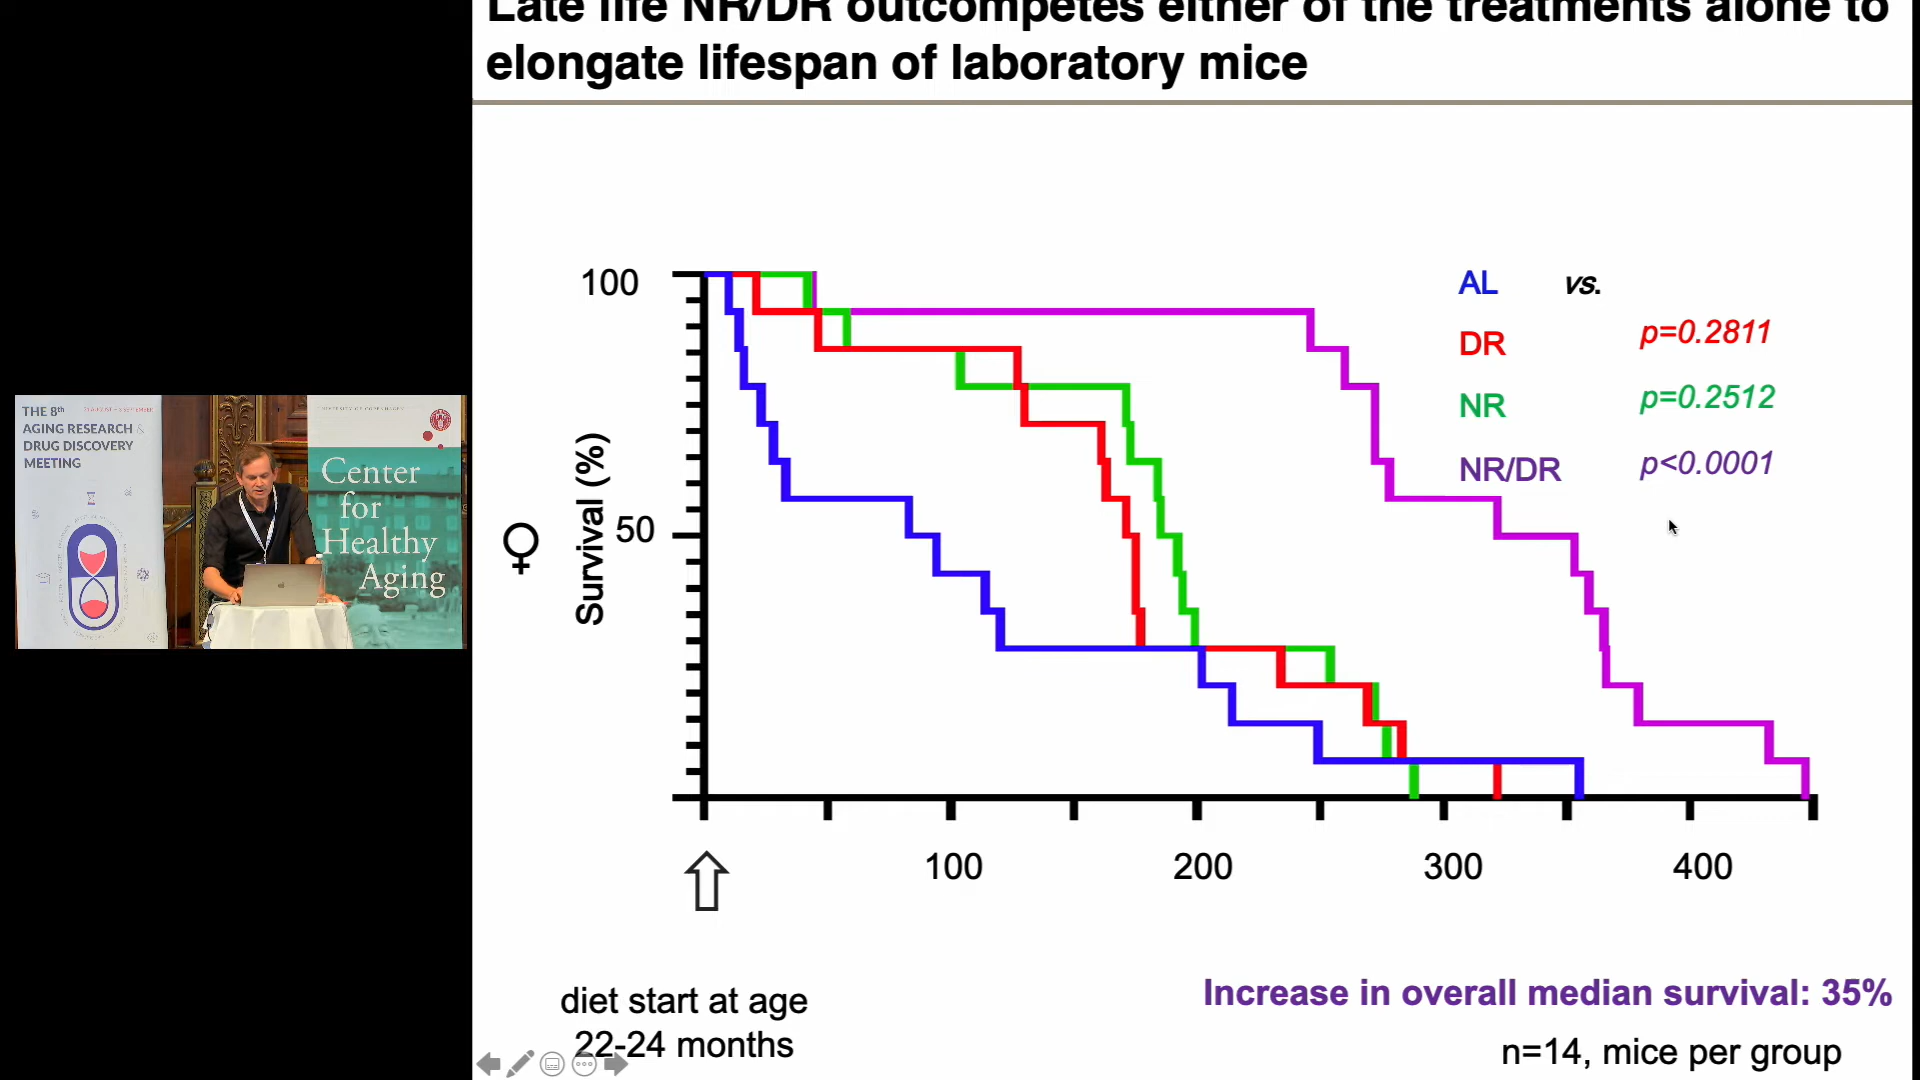 Late life NR/DR outcompetes either of the treatments alone to
elongate lifespan of laboratory mice
100
50
Survival (%)
AL vs.
DR p=0.2811
NR p=0.2512
NR/DR p<0.0001
100 200 300 400
diet start at age
22-24 months
Increase in overall median survival: 35%
n=14, mice per group
THE 8th
AGING RESEARCH &
DRUG DISCOVERY
MEETING
UNIVERSITY OF COPENHAGEN
Center
for
Healthy
Aging